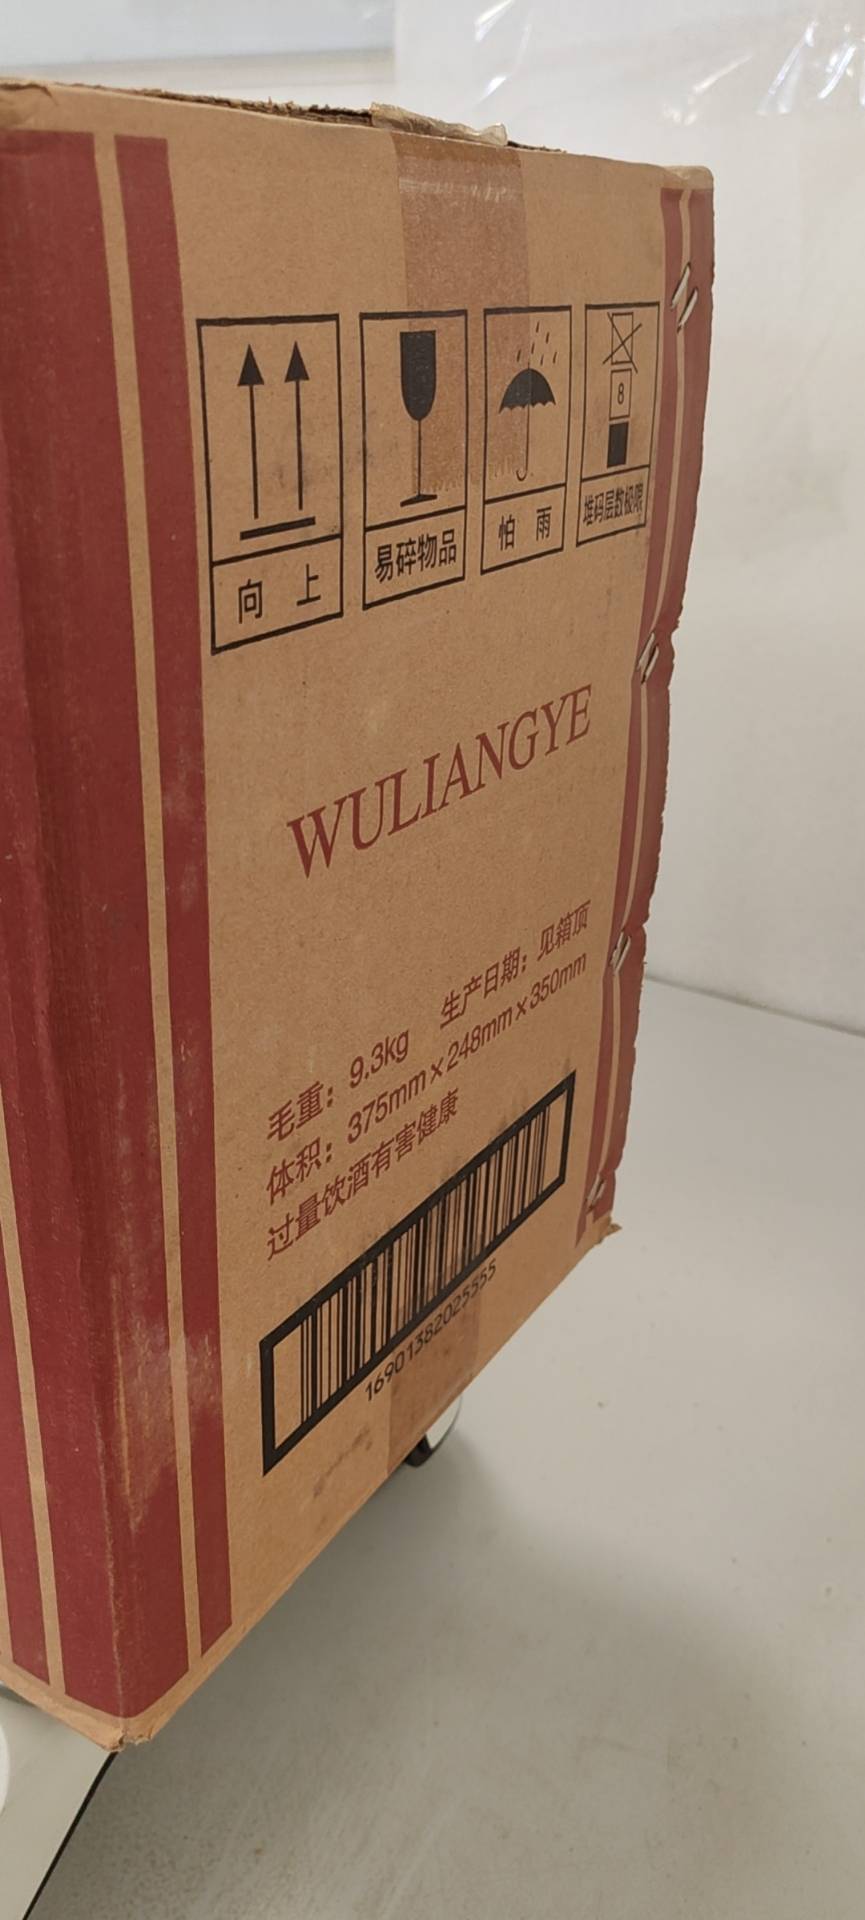 8
向 上
易碎物品
怕 雨
堆码层数极限
WULIANGYE
毛重：9.3kg 生产日期：见箱顶
体积：375mm×248mm×350mm
过量饮酒有害健康
16901382025555